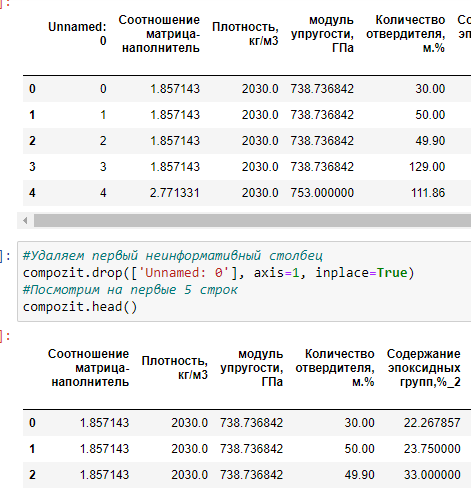 ]:
Unnamed: 0 Соотношение матрица-наполнитель Плотность, кг/м3 модуль упругости, ГПа Количество отвердителя, м.% эпоксидных
0 0 1.857143 2030.0 738.736842 30.00
1 1 1.857143 2030.0 738.736842 50.00
2 2 1.857143 2030.0 738.736842 49.90
3 3 1.857143 2030.0 738.736842 129.00
4 4 2.771331 2030.0 753.000000 111.86
]: #Удаляем первый неинформативный столбец
compozit.drop(['Unnamed: 0'], axis=1, inplace=True)
#Посмотрим на первые 5 строк
compozit.head()
]:
Соотношение матрица-наполнитель Плотность, кг/м3 модуль упругости, ГПа Количество отвердителя, м.% Содержание эпоксидных групп,%_2
0 1.857143 2030.0 738.736842 30.00 22.267857
1 1.857143 2030.0 738.736842 50.00 23.750000
2 1.857143 2030.0 738.736842 49.90 33.000000